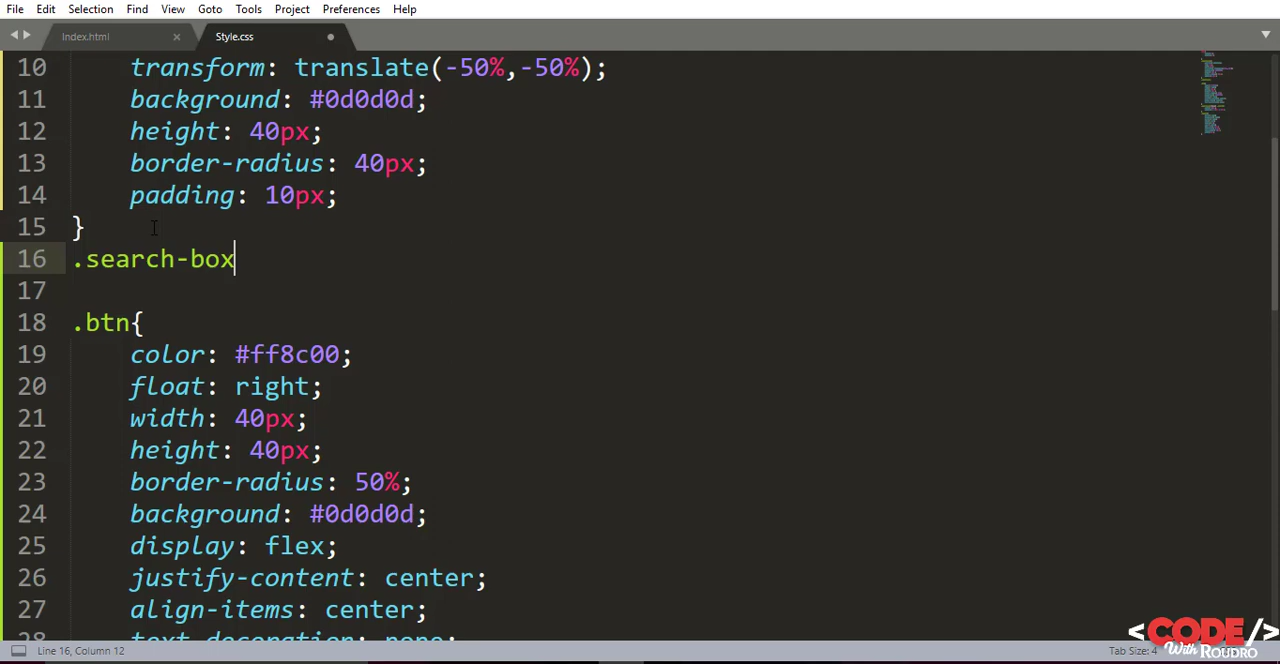 File Edit Selection Find View Goto Tools Project Preferences Help
Index.html × Style.css
10 transform: translate(-50%,-50%);
11 background: #0d0d0d;
12 height: 40px;
13 border-radius: 40px;
14 padding: 10px;
15 }
16 .search-box
17
18 .btn{
19 color: #ff8c00;
20 float: right;
21 width: 40px;
22 height: 40px;
23 border-radius: 50%;
24 background: #0d0d0d;
25 display: flex;
26 justify-content: center;
27 align-items: center;
28 text-decoration: none;
<CODE/>
With ROUDRO
Line 16, Column 12 Tab Size: 4